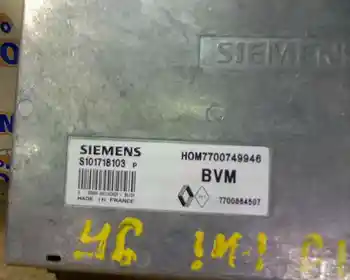 SIEMENS
SIEMENS
S101718103 P
HOM7700749946
BVM
7700864507
MADE IN FRANCE